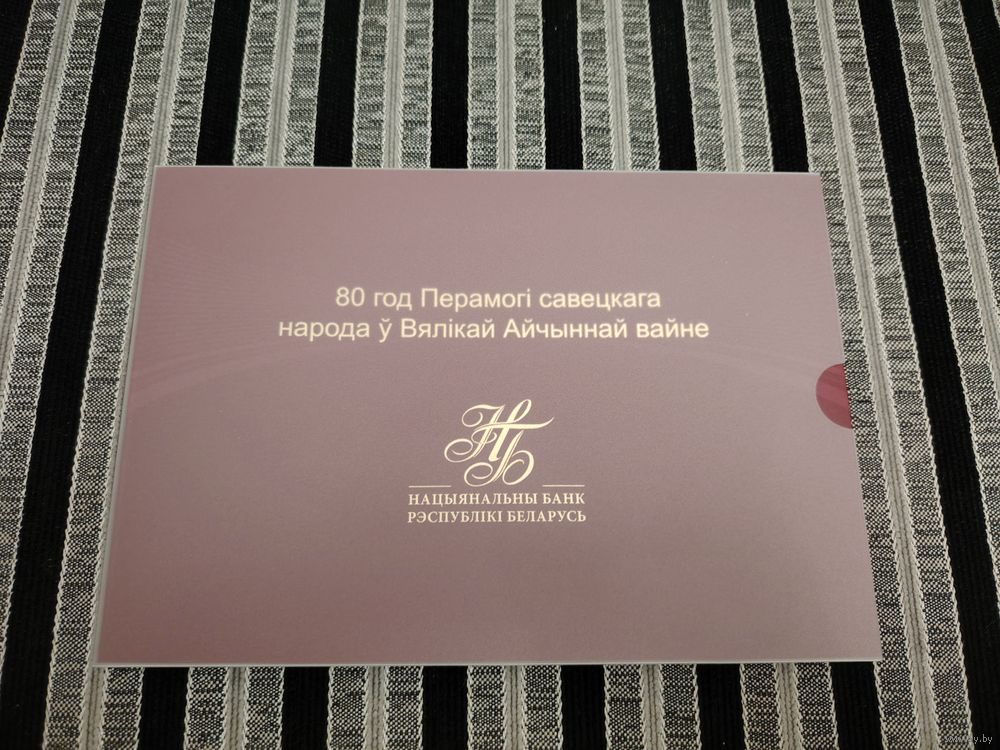 80 год Перамогі савецкага
народа ў Вялікай Айчыннай вайне
НБ
НАЦЫЯНАЛЬНЫ БАНК
РЭСПУБЛІКІ БЕЛАРУСЬ